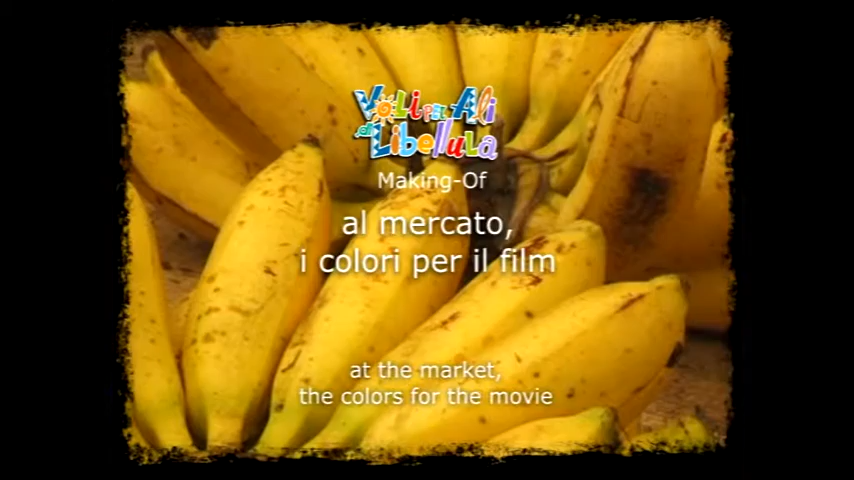 Voli per Ali
di Libellula
Making-Of
al mercato,
i colori per il film
at the market,
the colors for the movie